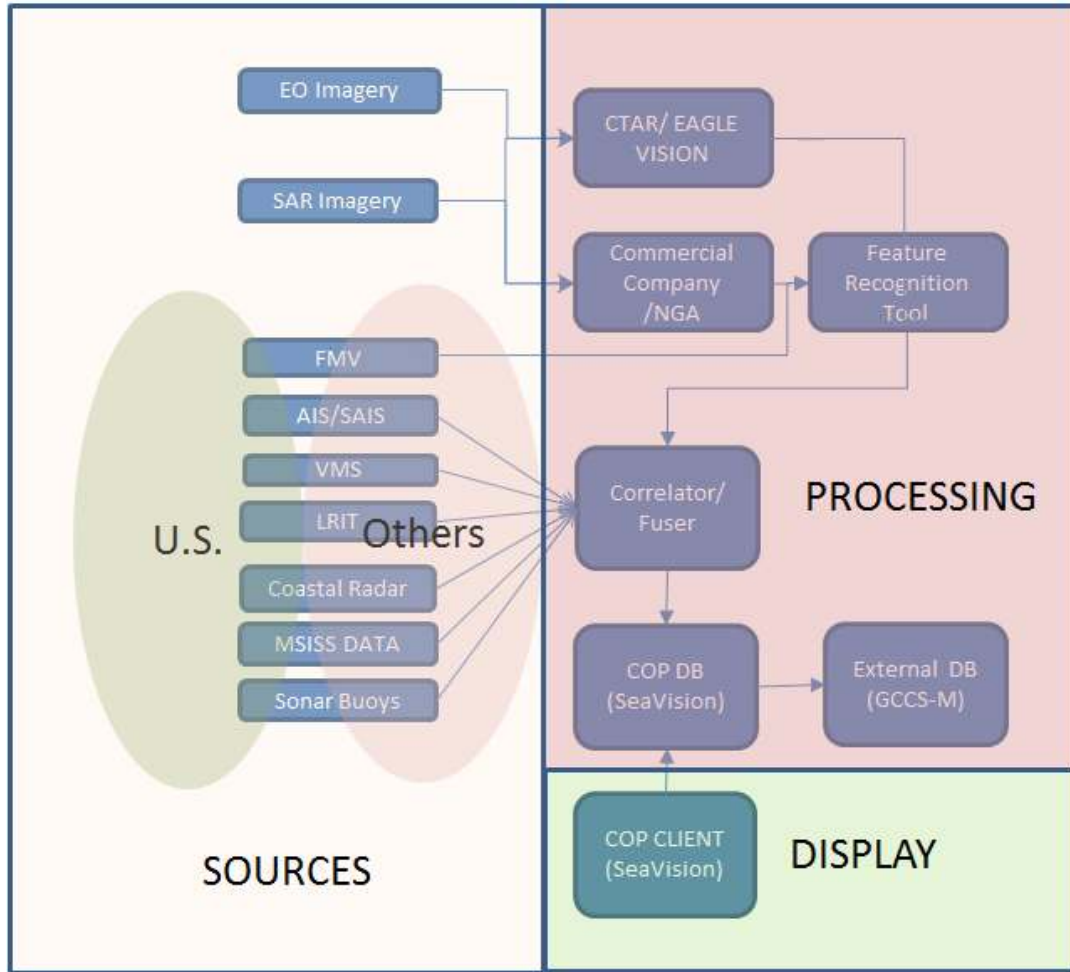 EO Imagery
SAR Imagery
FMV
AIS/SAIS
VMS
LRIT
Coastal Radar
MSISS DATA
Sonar Buoys
U.S.
Others
SOURCES
CTAR/ EAGLE
VISION
Commercial
Company
/NGA
Feature
Recognition
Tool
Correlator/
Fuser
PROCESSING
COP DB
(SeaVision)
External DB
(GCCS-M)
COP CLIENT
(SeaVision)
DISPLAY